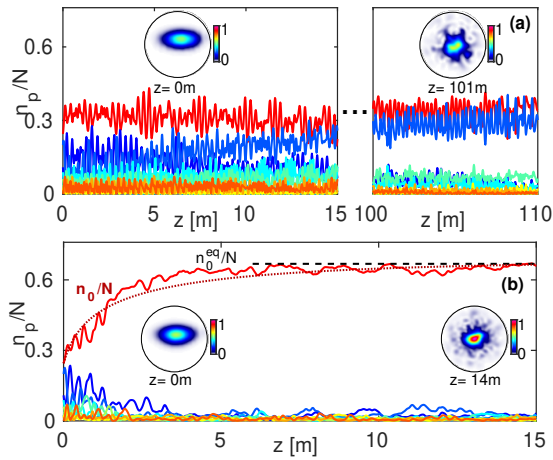 (a)
0.6
0.3
0
n_p/N
1
0
z= 0m
1
0
z= 101m
...
0 5 10 15 100 110
z [m] z [m]
(b)
0.6
0.3
0
n_p/N
n_0/N
n_0^eq/N
1
0
z= 0m
1
0
z= 14m
0 5 10 15
z [m]